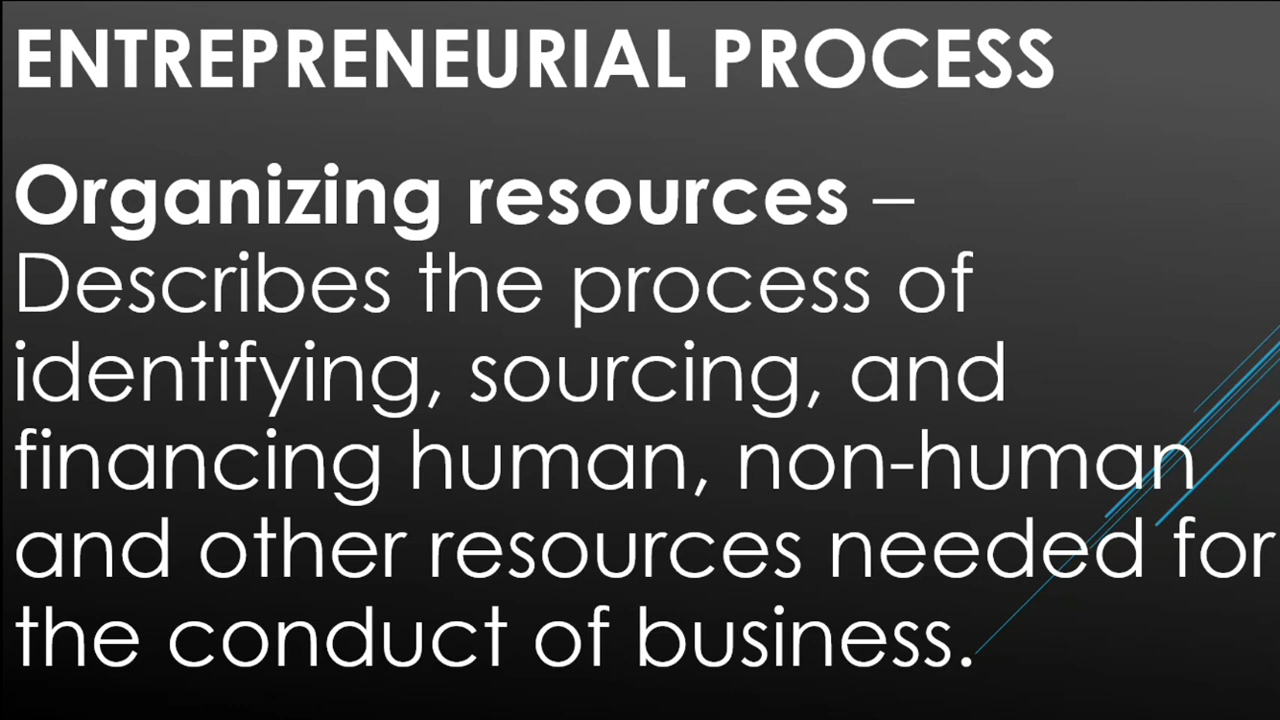 ENTREPRENEURIAL PROCESS
Organizing resources –
Describes the process of
identifying, sourcing, and
financing human, non-human
and other resources needed for
the conduct of business.